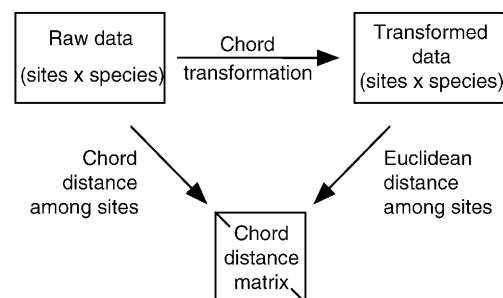 Raw data
(sites x species)
Chord
transformation
Transformed
data
(sites x species)
Chord
distance
among sites
Euclidean
distance
among sites
Chord
distance
matrix